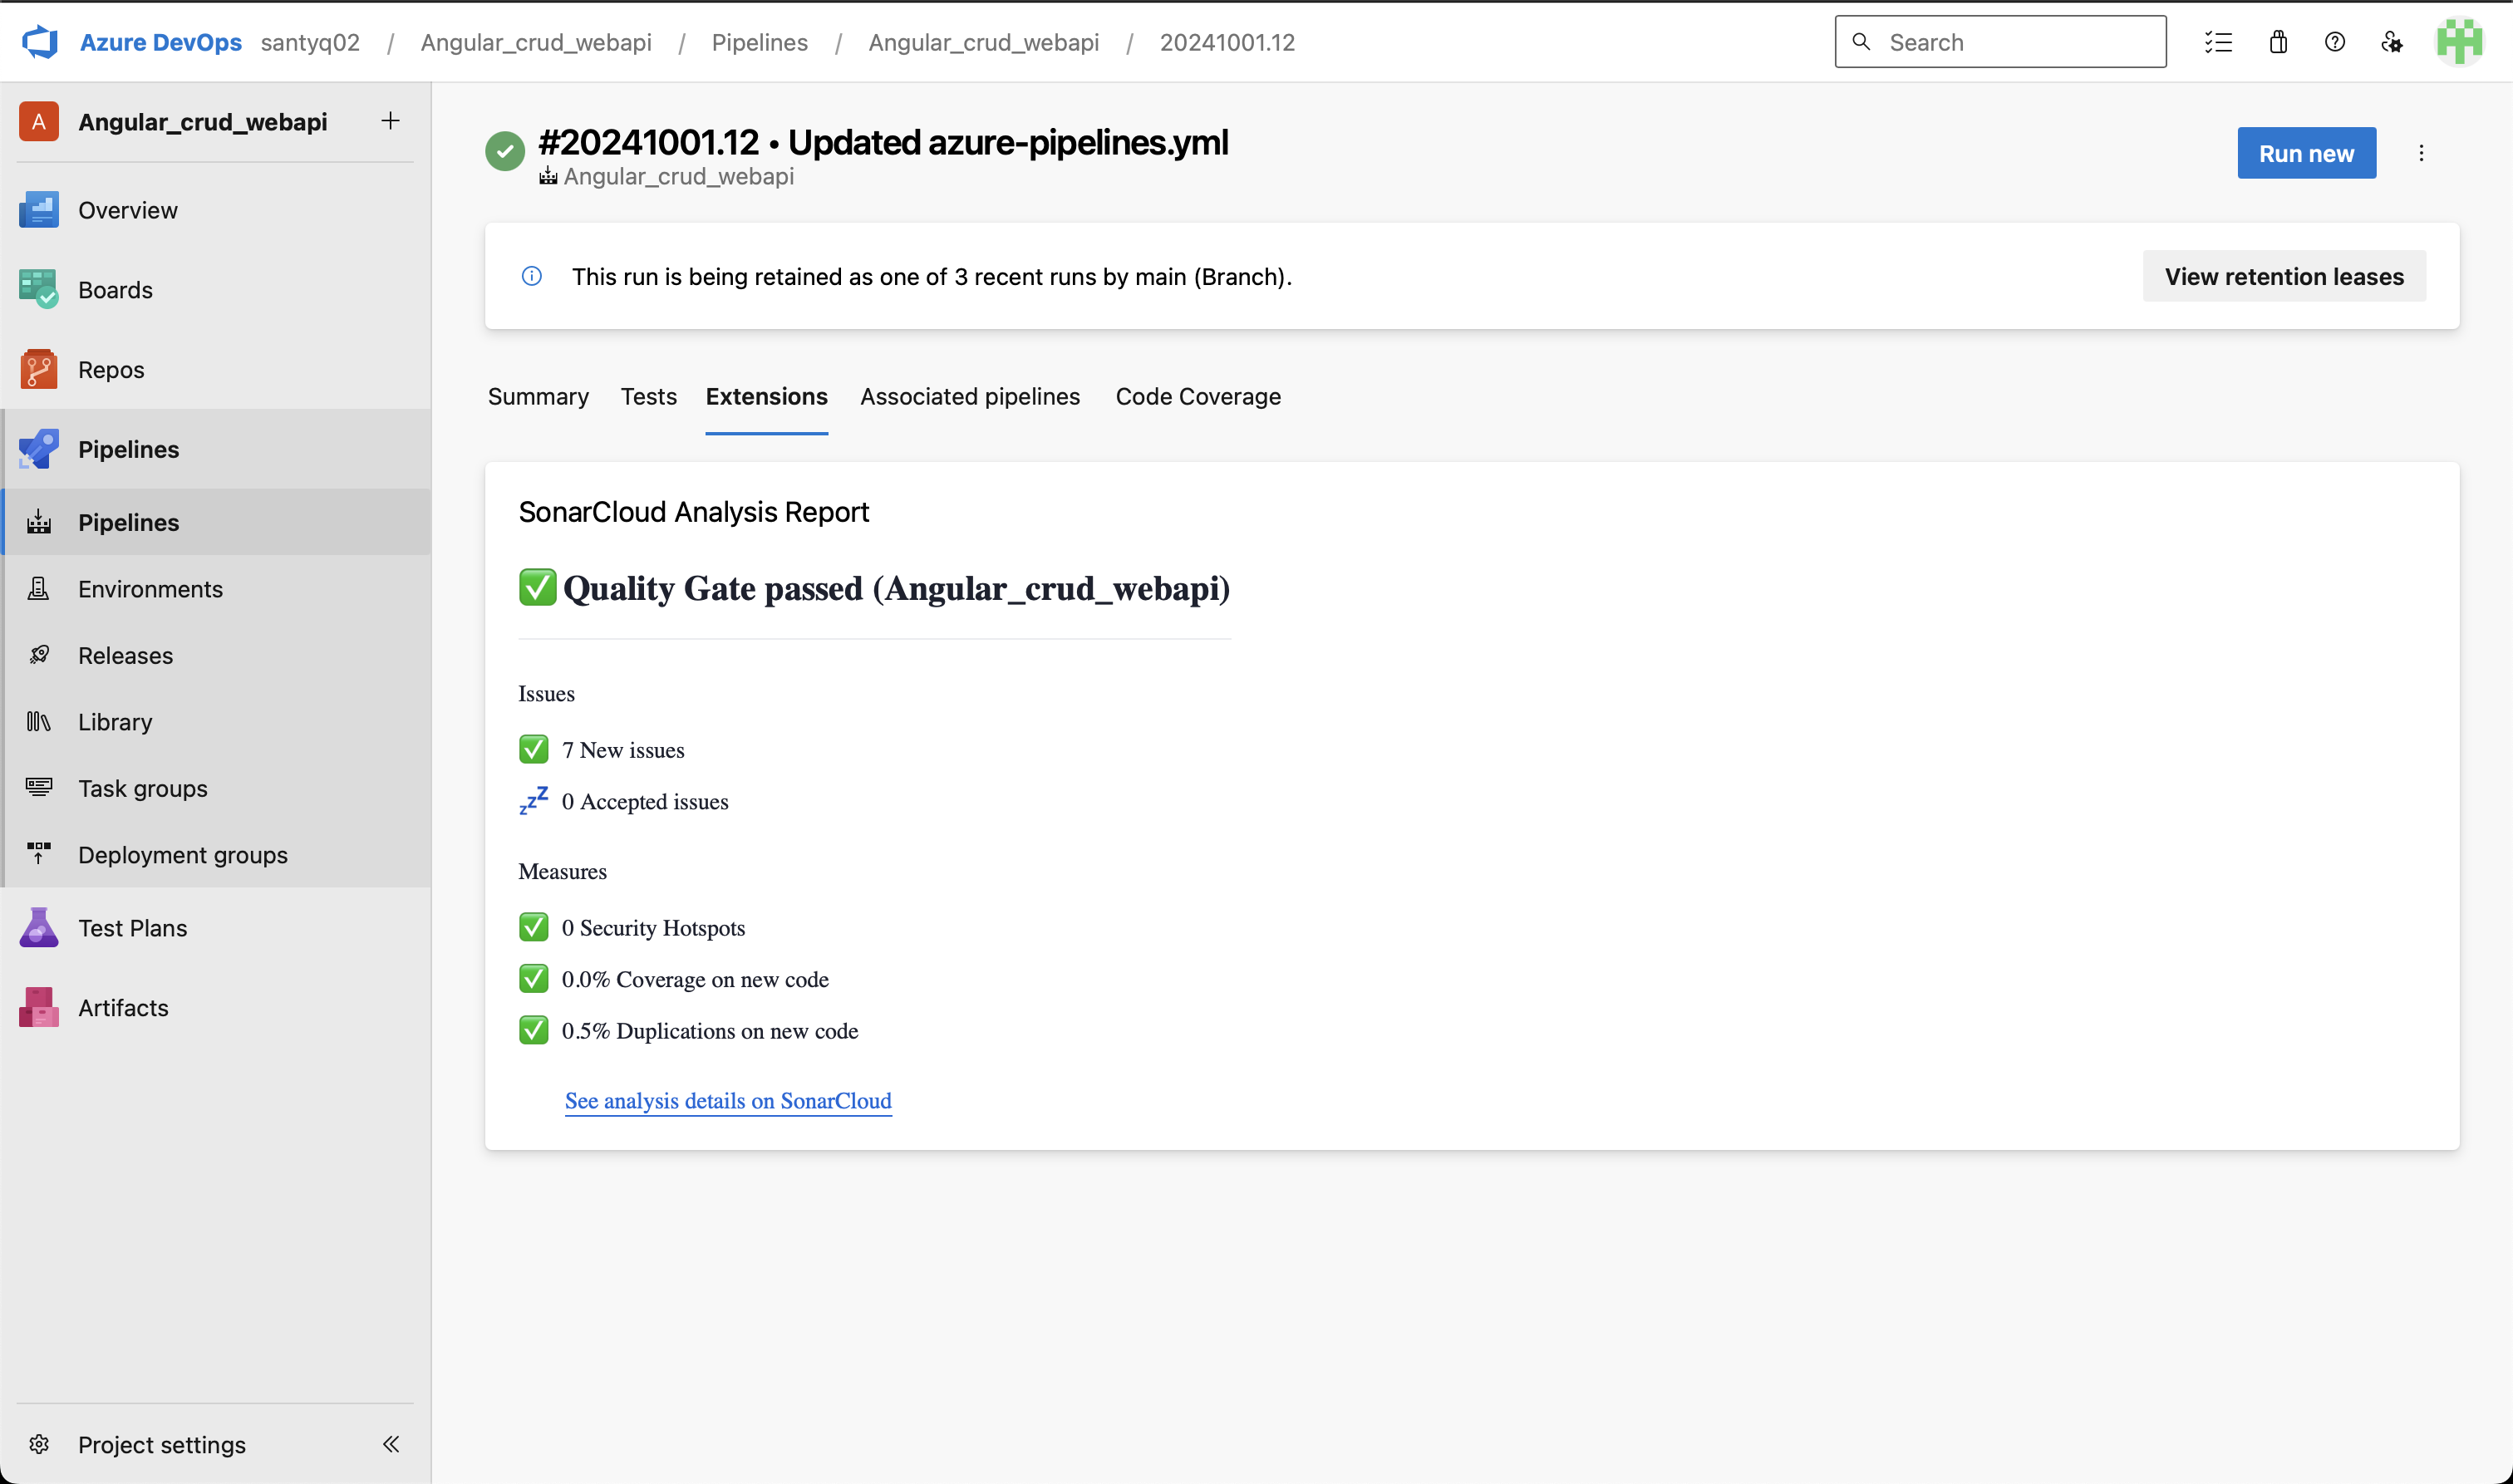 Azure DevOps santyq02 / Angular_crud_webapi / Pipelines / Angular_crud_webapi / 20241001.12
Search
A Angular_crud_webapi
Overview
Boards
Repos
Pipelines
Pipelines
Environments
Releases
Library
Task groups
Deployment groups
Test Plans
Artifacts
Project settings
#20241001.12 • Updated azure-pipelines.yml
Angular_crud_webapi
Run new
This run is being retained as one of 3 recent runs by main (Branch).
View retention leases
Summary Tests Extensions Associated pipelines Code Coverage
SonarCloud Analysis Report
✅ Quality Gate passed (Angular_crud_webapi)
Issues
✅ 7 New issues
💤 0 Accepted issues
Measures
✅ 0 Security Hotspots
✅ 0.0% Coverage on new code
✅ 0.5% Duplications on new code
See analysis details on SonarCloud